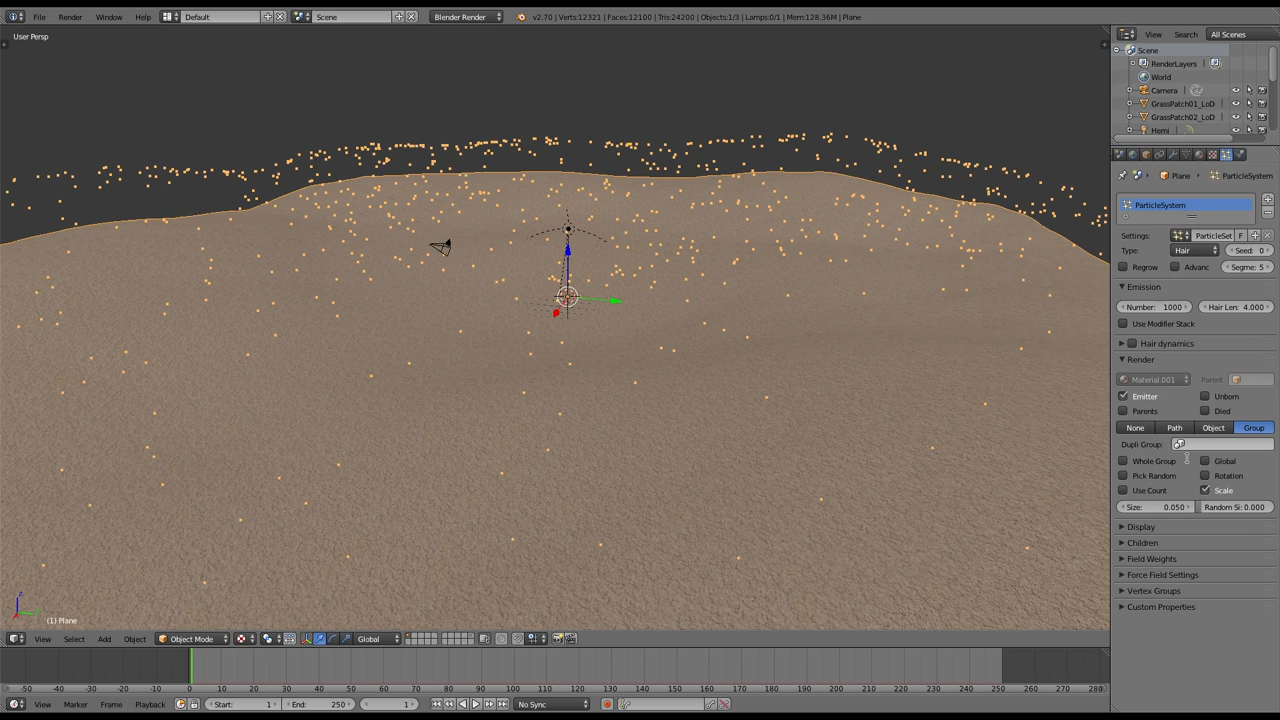 File Render Window Help Default Scene Blender Render v2.70 | Verts:12321 | Faces:12100 | Tris:24200 | Objects:1/3 | Lamps:0/1 | Mem:128.36M | Plane
User Persp
View Search All Scenes
Scene
RenderLayers
World
Camera
GrassPatch01_LoD
GrassPatch02_LoD
Hemi
Plane ParticleSystem
ParticleSystem
Settings: ParticleSet F
Type: Hair Seed: 0
Regrow Advanc Segme: 5
Emission
Number: 1000 Hair Len: 4.000
Use Modifier Stack
Hair dynamics
Render
Material.001 Parent
Emitter Unborn
Parents Died
None Path Object Group
Dupli Group:
Whole Group Global
Pick Random Rotation
Use Count Scale
Size: 0.050 Random Si: 0.000
Display
Children
Field Weights
Force Field Settings
Vertex Groups
Custom Properties
z
(1) Plane
View Select Add Object Object Mode Global
-50 -40 -30 -20 -10 0 10 20 30 40 50 60 70 80 90 100 110 120 130 140 150 160 170 180 190 200 210 220 230 240 250 260 270 280
View Marker Frame Playback Start: 1 End: 250 1 No Sync